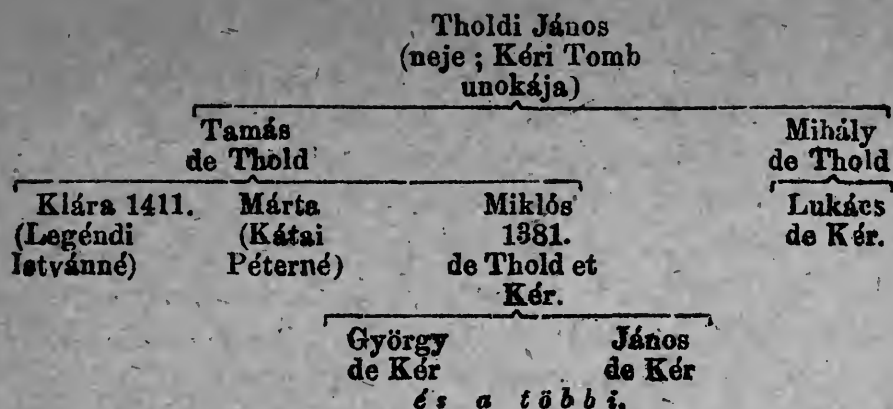 Tholdi János
(neje ; Kéri Tomb
unokája)
Tamás Mihály
de Thold de Thold
Klára 1411. Márta Miklós Lukács
(Legéndi (Kátai 1381. de Kér.
Istvánné) Péterné) de Thold et
Kér.
György János
de Kér de Kér
és a többi.